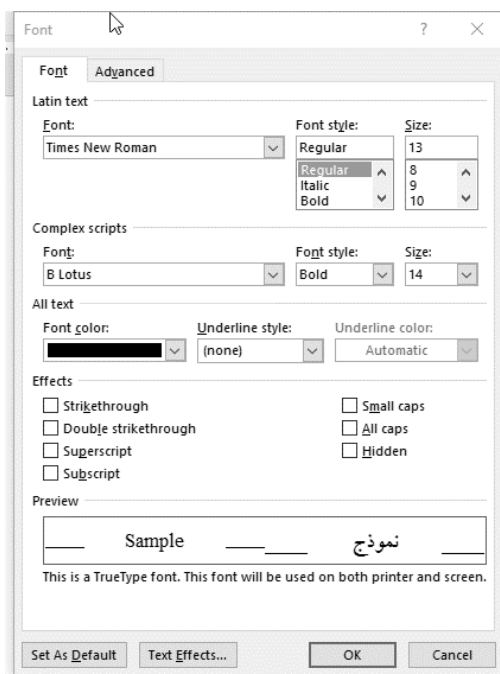 Font ? ×
Font Advanced
Latin text
Font: Font style: Size:
Times New Roman Regular 13
Regular 8
Italic 9
Bold 10
Complex scripts
Font: Font style: Size:
B Lotus Bold 14
All text
Font color: Underline style: Underline color:
(none) Automatic
Effects
Strikethrough Small caps
Double strikethrough All caps
Superscript Hidden
Subscript
Preview
Sample نموذج
This is a TrueType font. This font will be used on both printer and screen.
Set As Default Text Effects... OK Cancel